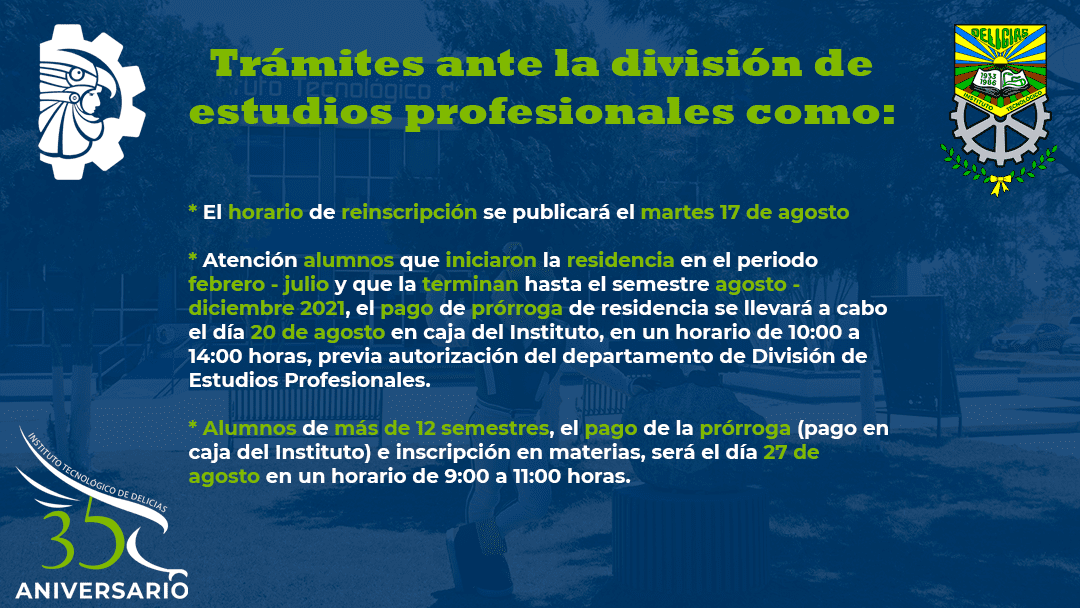 Trámites ante la división de
estudios profesionales como:
DELICIAS
1933
1986
INSTITUTO TECNOLÓGICO
* El horario de reinscripción se publicará el martes 17 de agosto
* Atención alumnos que iniciaron la residencia en el periodo
febrero - julio y que la terminan hasta el semestre agosto -
diciembre 2021, el pago de prórroga de residencia se llevará a cabo
el día 20 de agosto en caja del Instituto, en un horario de 10:00 a
14:00 horas, previa autorización del departamento de División de
Estudios Profesionales.
* Alumnos de más de 12 semestres, el pago de la prórroga (pago en
caja del Instituto) e inscripción en materias, será el día 27 de
agosto en un horario de 9:00 a 11:00 horas.
INSTITUTO TECNOLÓGICO DE DELICIAS
35
ANIVERSARIO